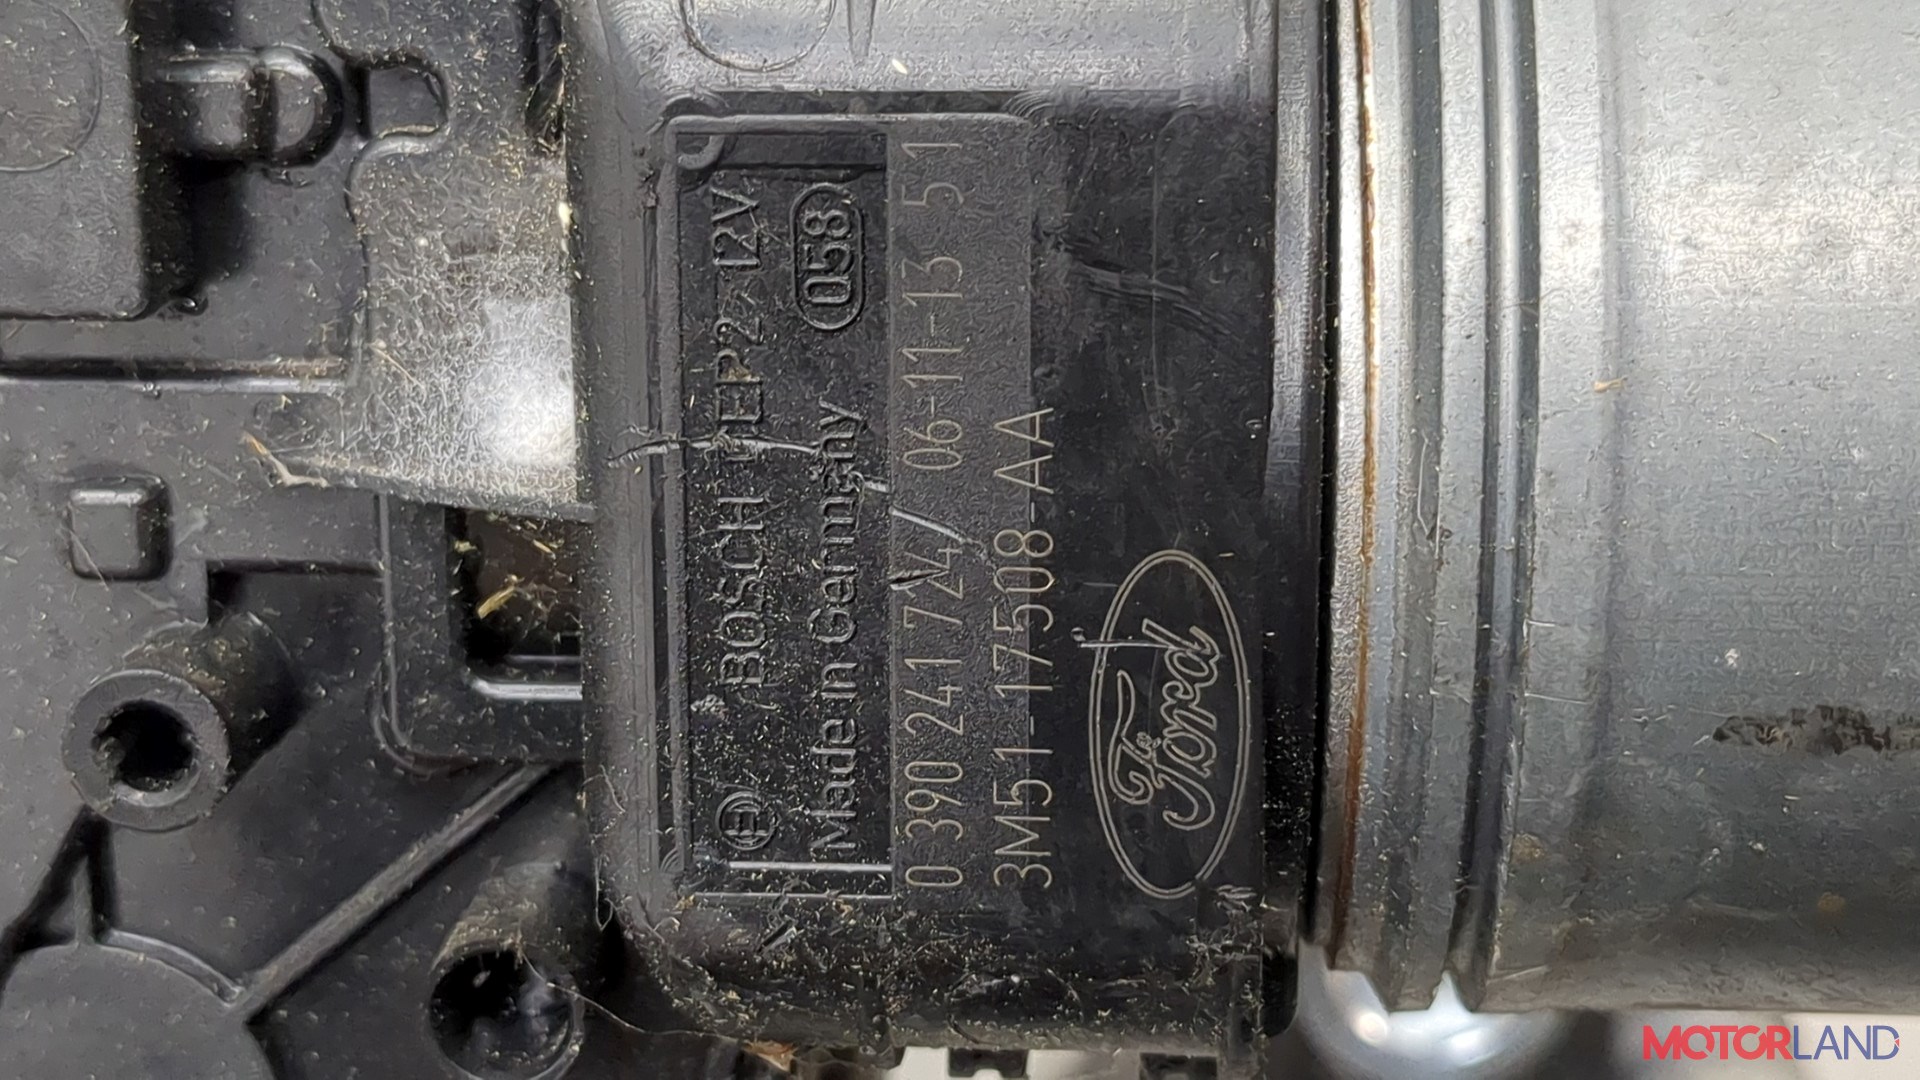 BOSCH CEP2 12V
Made in Germany 058
0 390 241 724/ 06-11-13 51
3M51-17508-AA
Ford
MOTORLAND